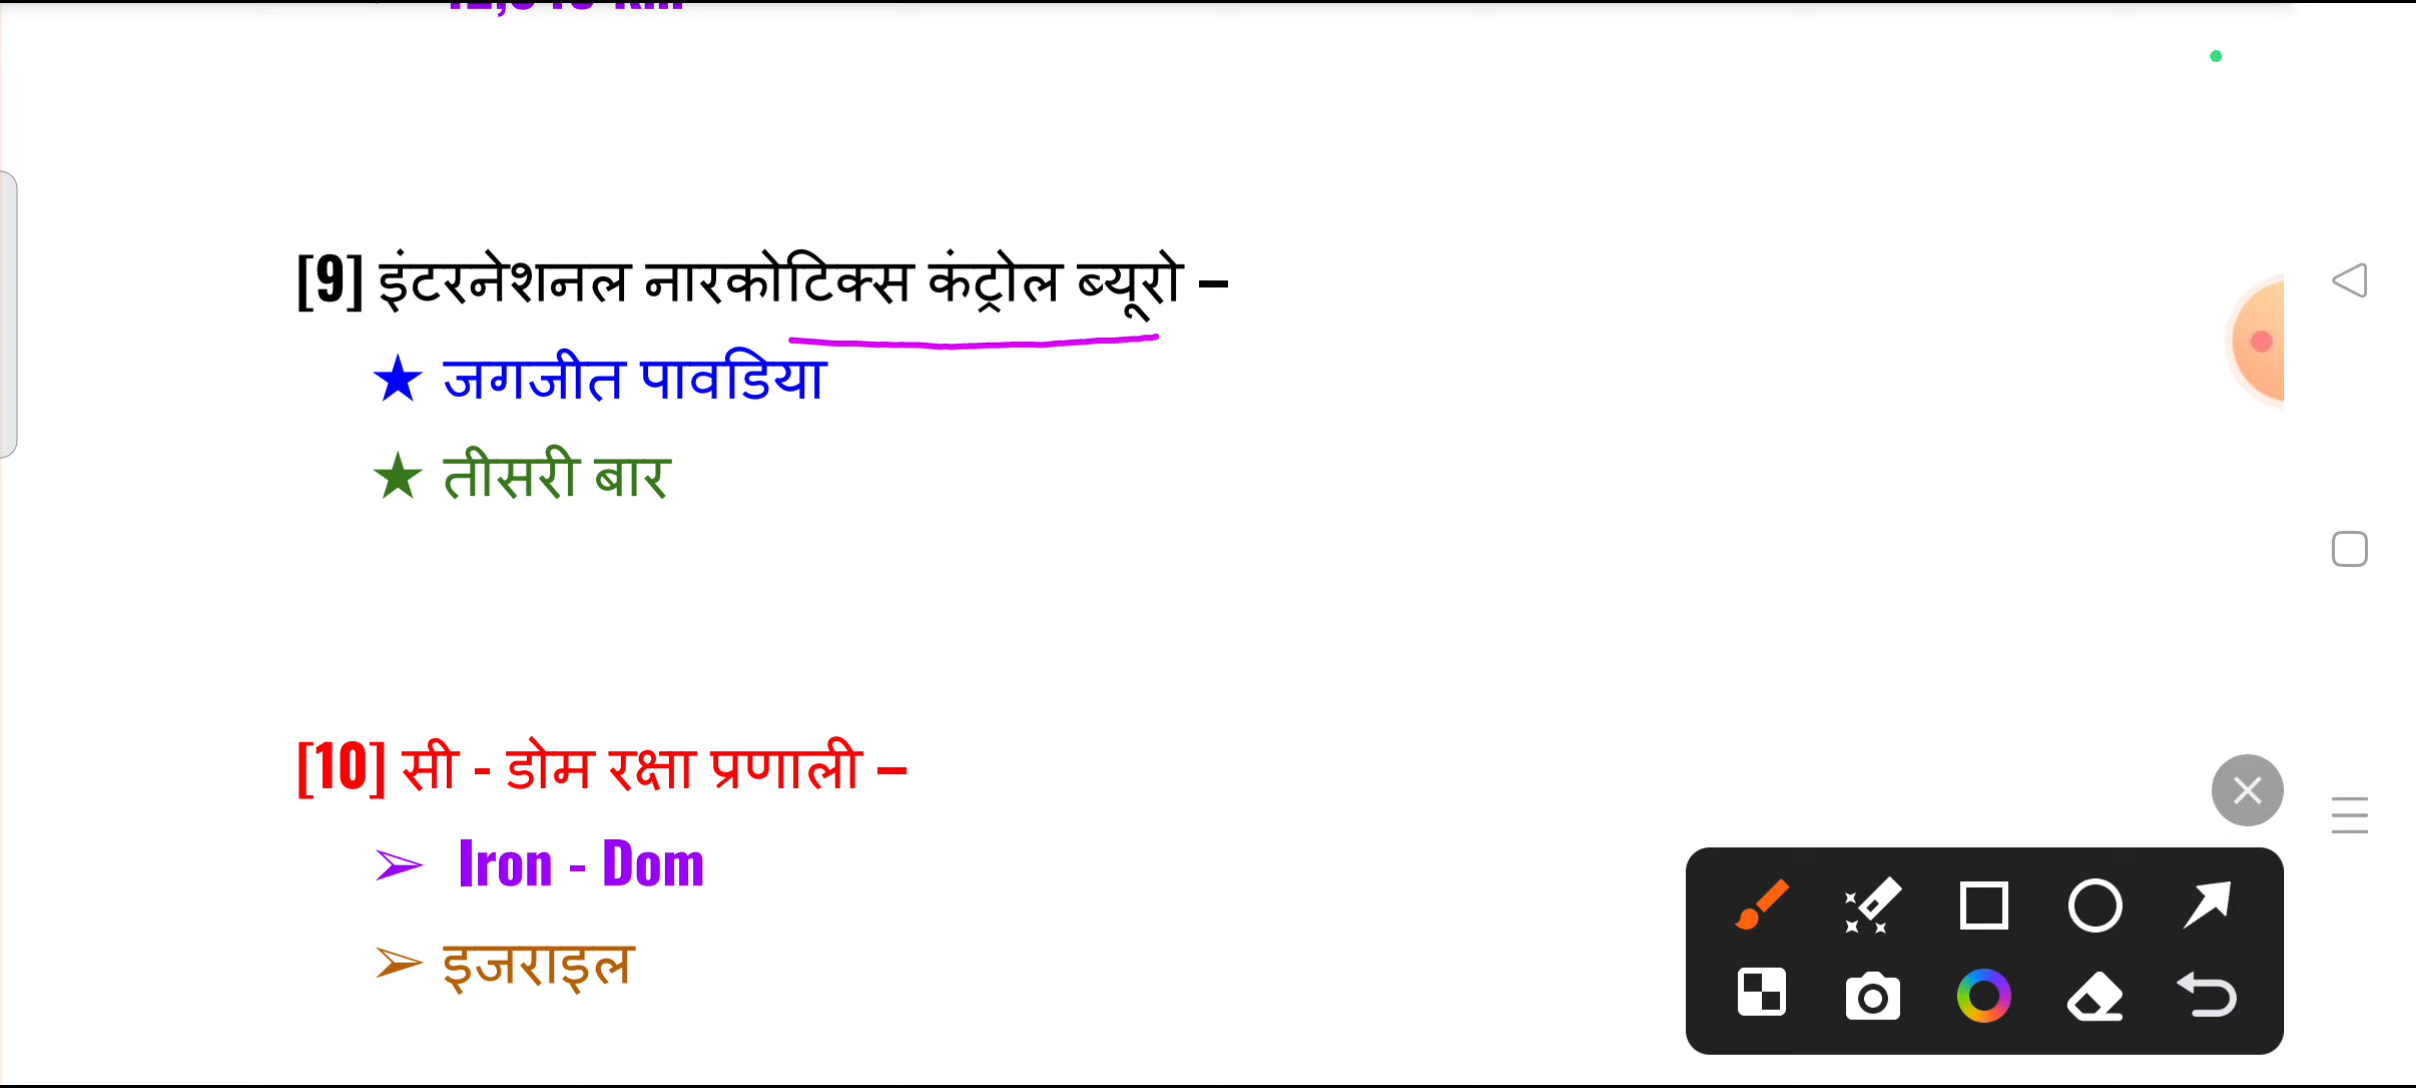 [9] इंटरनेशनल नारकोटिक्स कंट्रोल ब्यूरो –
★ जगजीत पावडिया
★ तीसरी बार
[10] सी - डोम रक्षा प्रणाली –
➢ Iron - Dom
➢ इजराइल